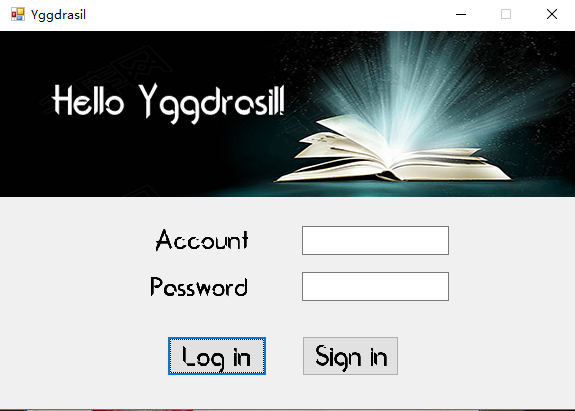 Yggdrasil
Hello Yggdrasil!
Account
Password
Log in
Sign in